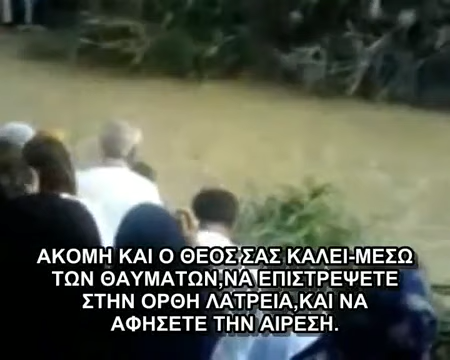 ΑΚΟΜΗ ΚΑΙ Ο ΘΕΟΣ ΣΑΣ ΚΑΛΕΙ-ΜΕΣΩ
ΤΩΝ ΘΑΥΜΑΤΩΝ,ΝΑ ΕΠΙΣΤΡΕΨΕΤΕ
ΣΤΗΝ ΟΡΘΗ ΛΑΤΡΕΙΑ,ΚΑΙ ΝΑ
ΑΦΗΣΕΤΕ ΤΗΝ ΑΙΡΕΣΗ.